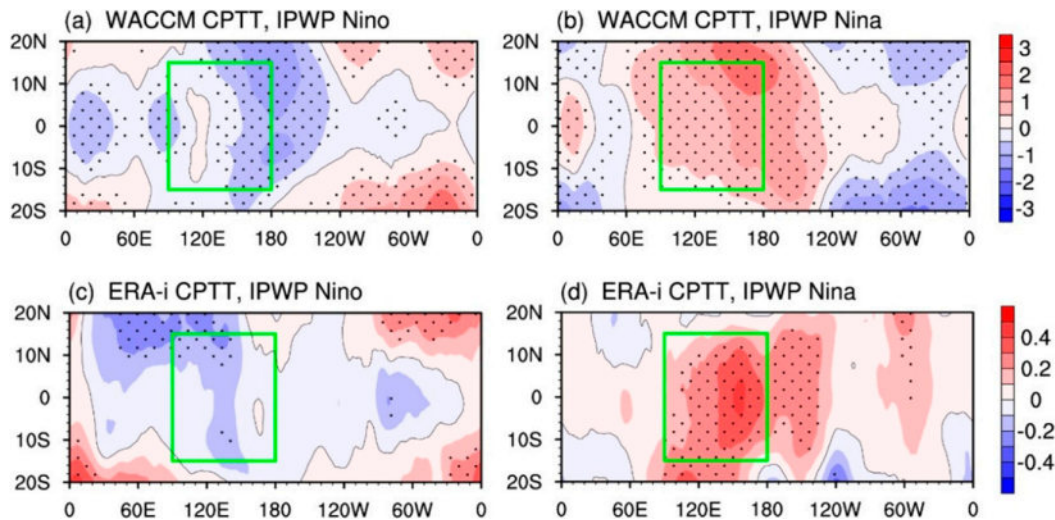 (a) WACCM CPTT, IPWP Nino
(b) WACCM CPTT, IPWP Nina
20N
10N
0
10S
20S
0 60E 120E 180 120W 60W 0
20N
10N
0
10S
20S
0 60E 120E 180 120W 60W 0
3
2
1
0
-1
-2
-3
(c) ERA-i CPTT, IPWP Nino
(d) ERA-i CPTT, IPWP Nina
20N
10N
0
10S
20S
0 60E 120E 180 120W 60W 0
20N
10N
0
10S
20S
0 60E 120E 180 120W 60W 0
0.4
0.2
0
-0.2
-0.4